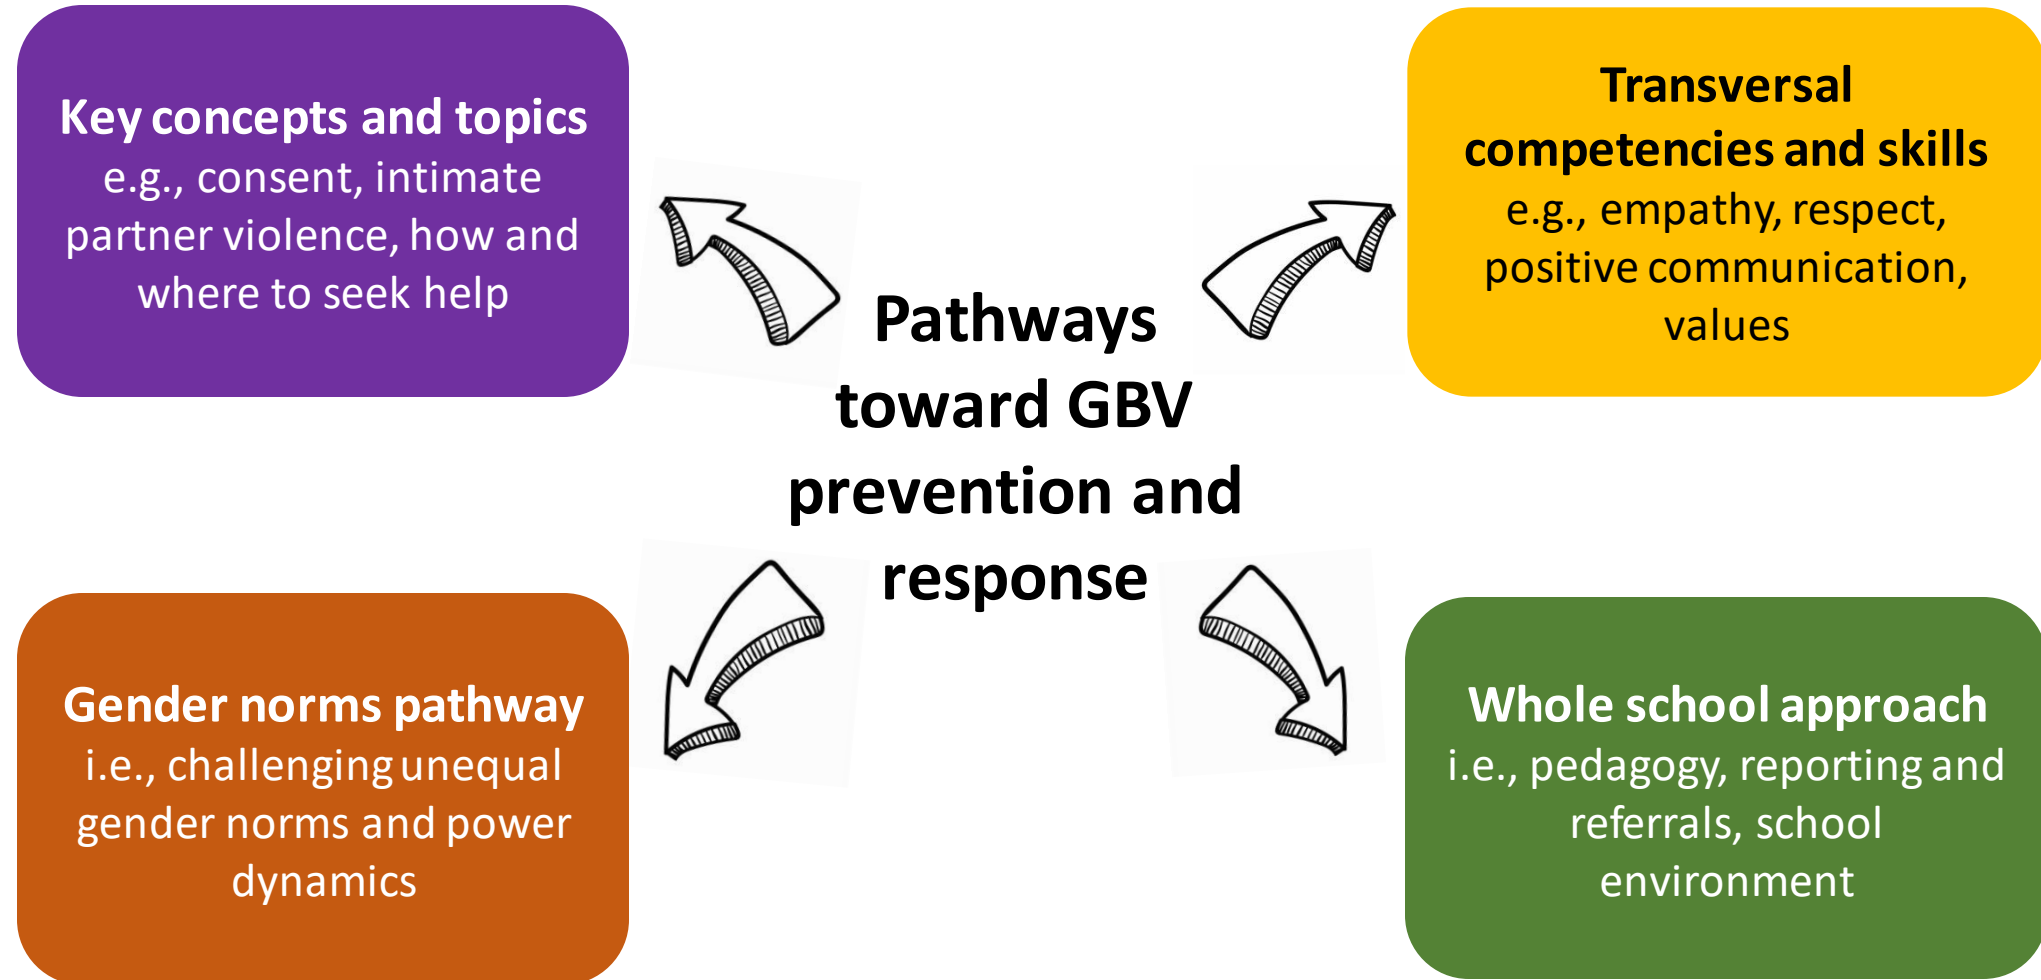 Key concepts and topics
e.g., consent, intimate
partner violence, how and
where to seek help
Transversal
competencies and skills
e.g., empathy, respect,
positive communication,
values
Pathways
toward GBV
prevention and
response
Gender norms pathway
i.e., challenging unequal
gender norms and power
dynamics
Whole school approach
i.e., pedagogy, reporting and
referrals, school
environment